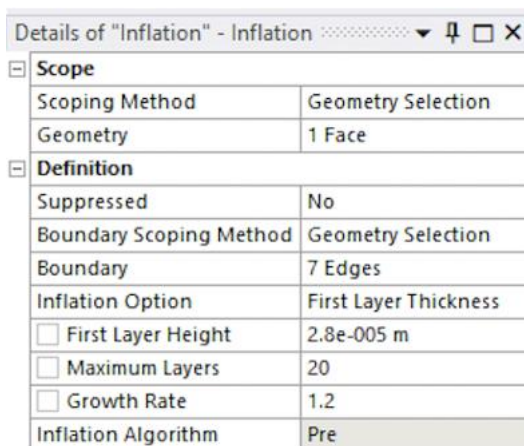 Details of "Inflation" - Inflation
Scope
Scoping Method Geometry Selection
Geometry 1 Face
Definition
Suppressed No
Boundary Scoping Method Geometry Selection
Boundary 7 Edges
Inflation Option First Layer Thickness
First Layer Height 2.8e-005 m
Maximum Layers 20
Growth Rate 1.2
Inflation Algorithm Pre